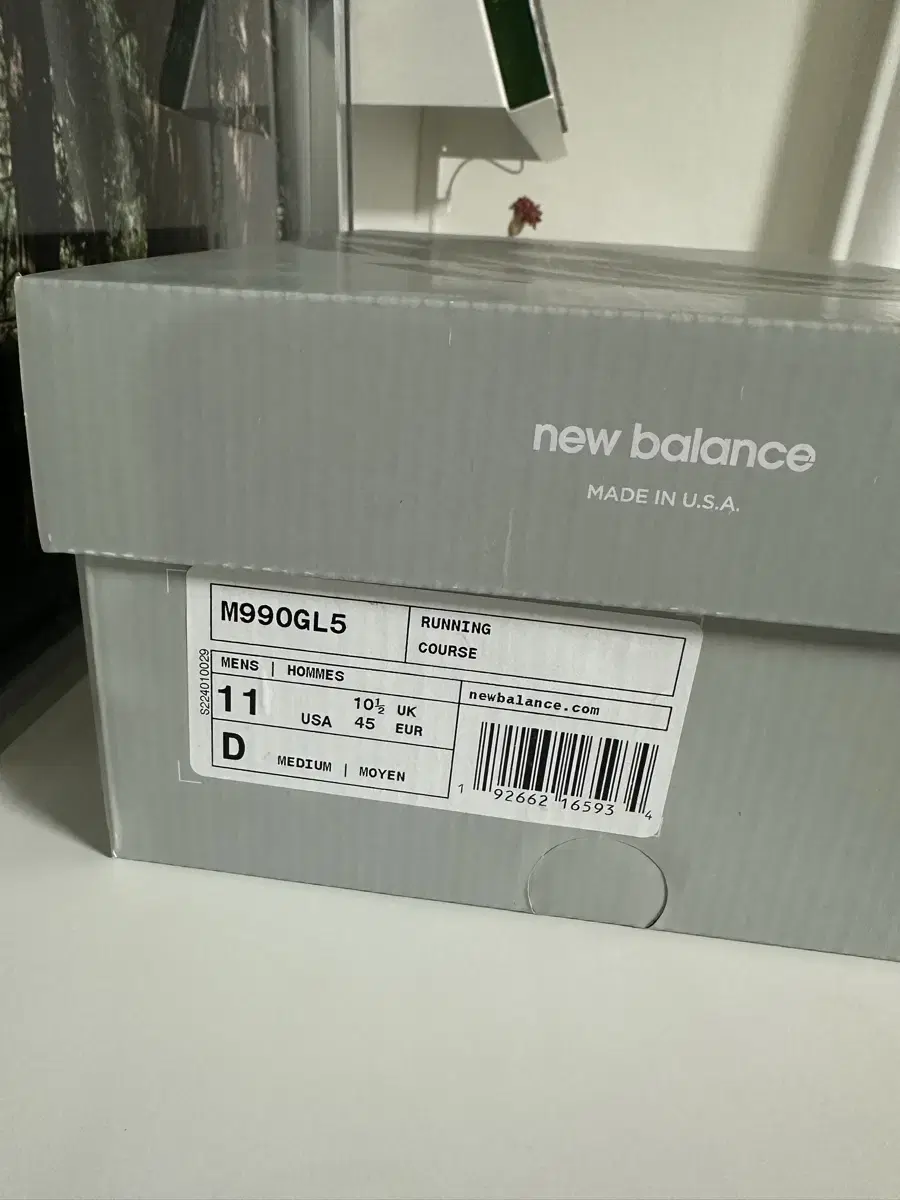 new balance
MADE IN U.S.A.
M990GL5
RUNNING
COURSE
S224010029
MENS | HOMMES
11 USA
10½ UK
45 EUR
D MEDIUM | MOYEN
newbalance.com
1 92662 16593 4